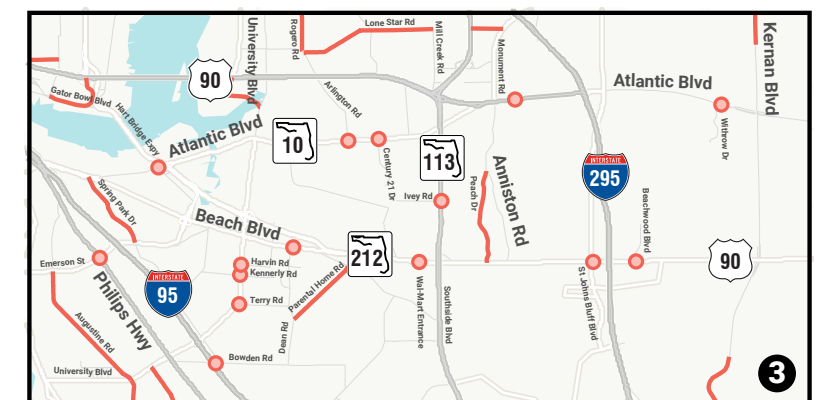 Lone Star Rd
Rogero Rd
University Blvd
Mill Creek Rd
Monument Rd
Kernan Blvd
90
Atlantic Blvd
Gator Bowl Blvd
Hart Bridge Expy
Arlington Rd
Atlantic Blvd
10
113
Withrow Dr
Century 21 Dr
INTERSTATE
295
Anniston Rd
Peach Dr
Ivey Rd
Spring Park Dr
Beach Blvd
Beachwood Blvd
212
90
Emerson St
Harvin Rd
Kennerly Rd
INTERSTATE
95
Philips Hwy
Parental Home Rd
Wal-Mart Entrance
Southside Blvd
St Johns Bluff Blvd
Terry Rd
Augustine Rd
Dean Rd
Bowden Rd
University Blvd
3